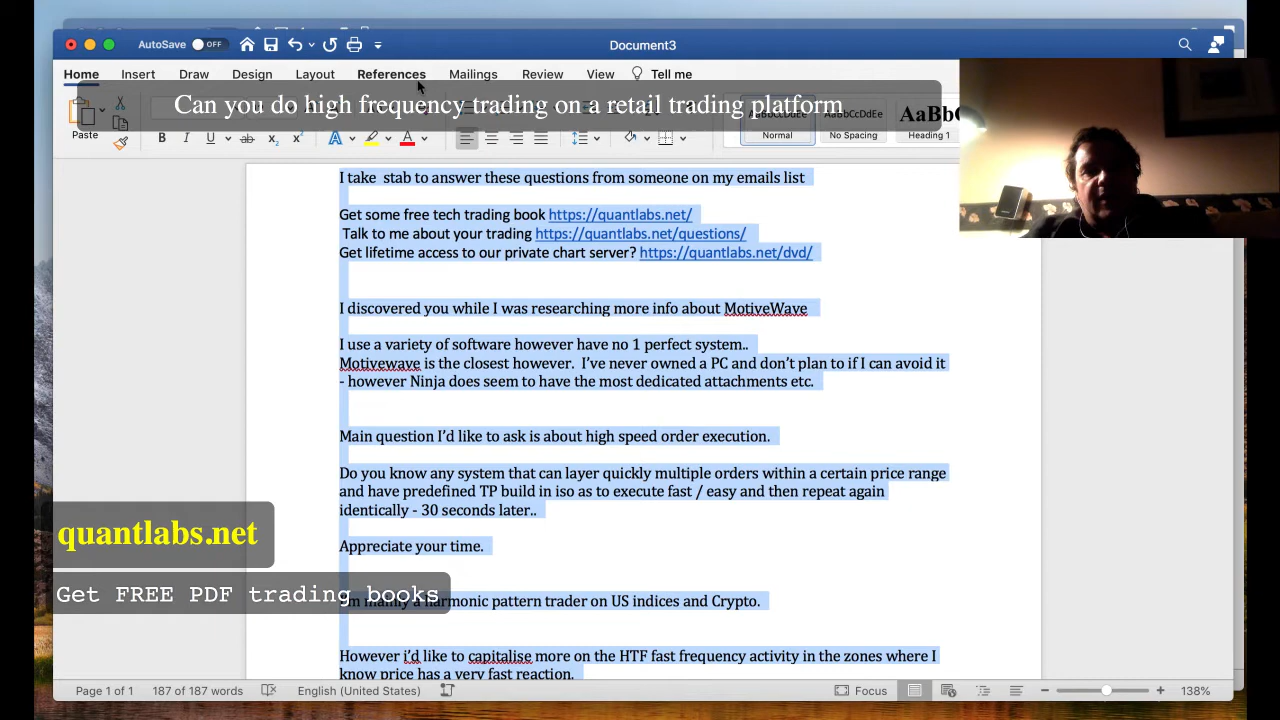 AutoSave OFF
Document3
Home Insert Draw Design Layout References Mailings Review View Tell me
Can you do high frequency trading on a retail trading platform
Paste
AaBbCcDdEe
Normal
AaBbCcDdEe
No Spacing
Heading 1
I take  stab to answer these questions from someone on my emails list
Get some free tech trading book https://quantlabs.net/
Talk to me about your trading https://quantlabs.net/questions/
Get lifetime access to our private chart server? https://quantlabs.net/dvd/
I discovered you while I was researching more info about MotiveWave
I use a variety of software however have no 1 perfect system..
Motivewave is the closest however.  I've never owned a PC and don't plan to if I can avoid it
- however Ninja does seem to have the most dedicated attachments etc.
Main question I'd like to ask is about high speed order execution.
Do you know any system that can layer quickly multiple orders within a certain price range
and have predefined TP build in iso as to execute fast / easy and then repeat again
identically - 30 seconds later..
Appreciate your time.
quantlabs.net
Get FREE PDF trading books
mainly a harmonic pattern trader on US indices and Crypto.
However i'd like to capitalise more on the HTF fast frequency activity in the zones where I
know price has a very fast reaction.
Page 1 of 1 187 of 187 words English (United States) Focus 138%